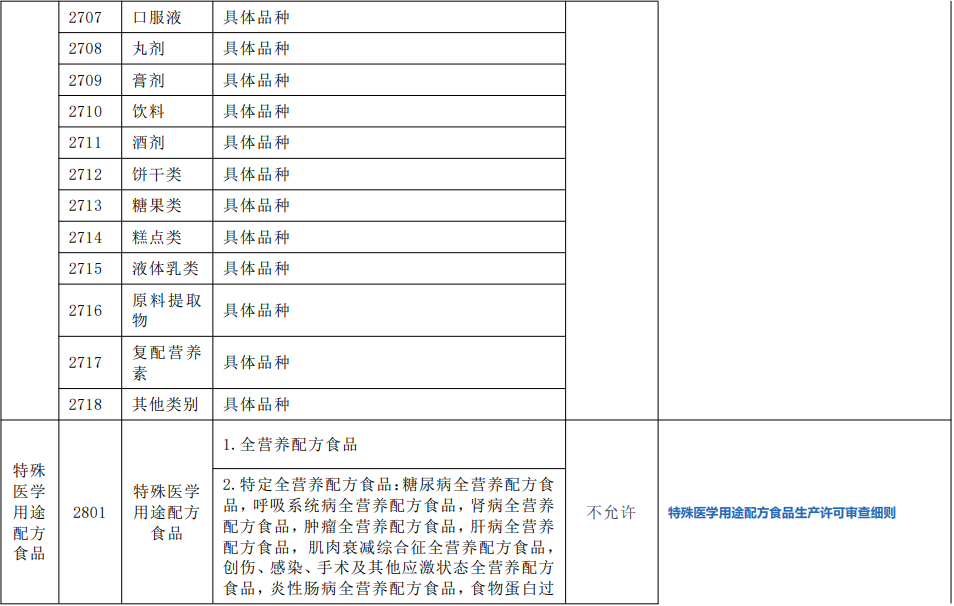 2707 口服液 具体品种
2708 丸剂 具体品种
2709 膏剂 具体品种
2710 饮料 具体品种
2711 酒剂 具体品种
2712 饼干类 具体品种
2713 糖果类 具体品种
2714 糕点类 具体品种
2715 液体乳类 具体品种
2716 原料提取
物 具体品种
2717 复配营养
素 具体品种
2718 其他类别 具体品种
特殊
医学
用途
配方
食品
2801
特殊医学
用途配方
食品
1.全营养配方食品
2.特定全营养配方食品:糖尿病全营养配方食
品,呼吸系统病全营养配方食品,肾病全营养
配方食品,肿瘤全营养配方食品,肝病全营养
配方食品,肌肉衰减综合征全营养配方食品,
创伤、感染、手术及其他应激状态全营养配方
食品,炎性肠病全营养配方食品,食物蛋白过
不允许
特殊医学用途配方食品生产许可审查细则